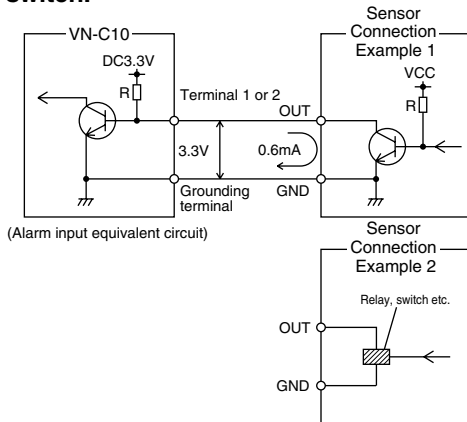 switch.
Sensor
Connection
Example 1
VN-C10
DC3.3V
R
Terminal 1 or 2
OUT
VCC
R
3.3V
0.6mA
Grounding
terminal
GND
(Alarm input equivalent circuit)
Sensor
Connection
Example 2
Relay, switch etc.
OUT
GND